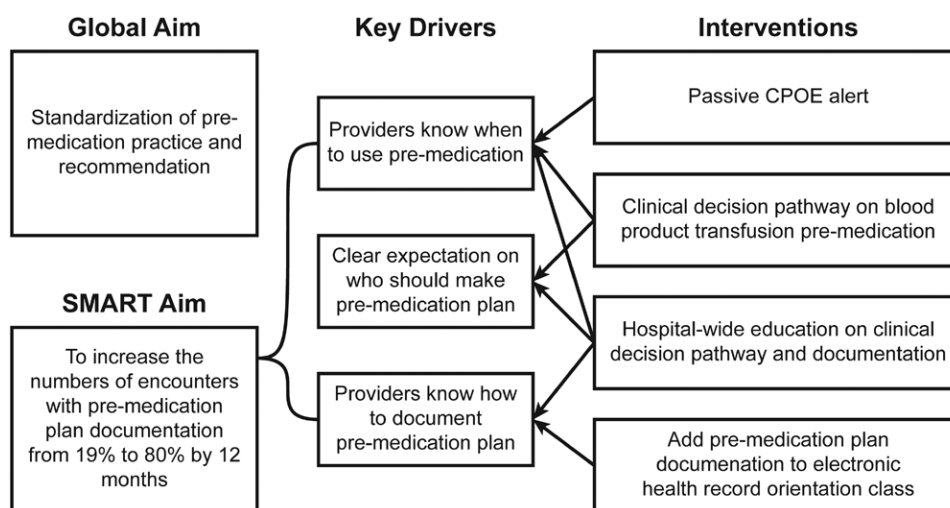 Global Aim
Standardization of pre-
medication practice and
recommendation
SMART Aim
To increase the
numbers of encounters
with pre-medication
plan documentation
from 19% to 80% by 12
months
Key Drivers
Providers know when
to use pre-medication
Clear expectation on
who should make
pre-medication plan
Providers know how
to document
pre-medication plan
Interventions
Passive CPOE alert
Clinical decision pathway on blood
product transfusion pre-medication
Hospital-wide education on clinical
decision pathway and documentation
Add pre-medication plan
documenation to electronic
health record orientation class